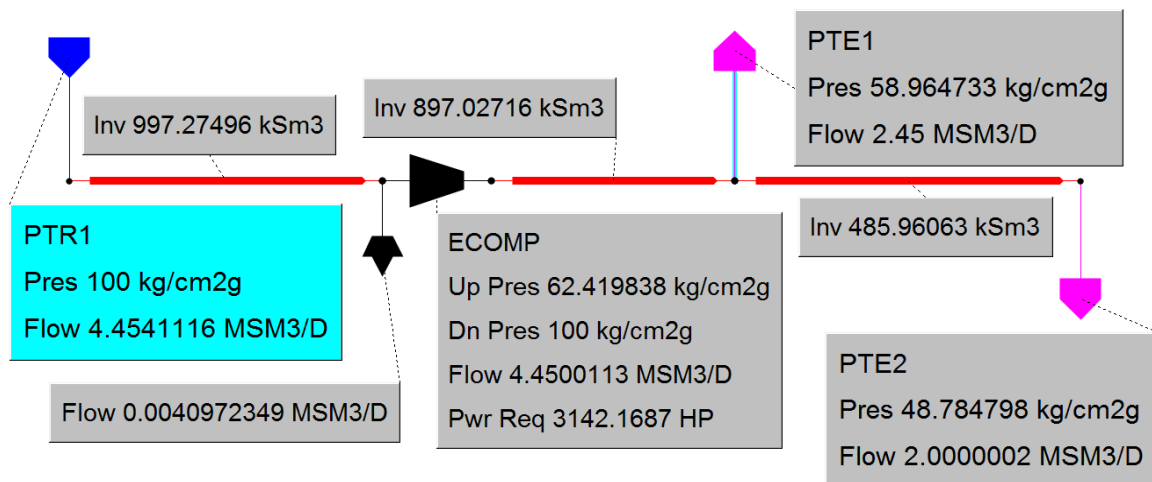 Inv 997.27496 kSm3
Inv 897.02716 kSm3
PTE1
Pres 58.964733 kg/cm2g
Flow 2.45 MSM3/D
PTR1
Pres 100 kg/cm2g
Flow 4.4541116 MSM3/D
ECOMP
Up Pres 62.419838 kg/cm2g
Dn Pres 100 kg/cm2g
Flow 4.4500113 MSM3/D
Pwr Req 3142.1687 HP
Inv 485.96063 kSm3
Flow 0.0040972349 MSM3/D
PTE2
Pres 48.784798 kg/cm2g
Flow 2.0000002 MSM3/D